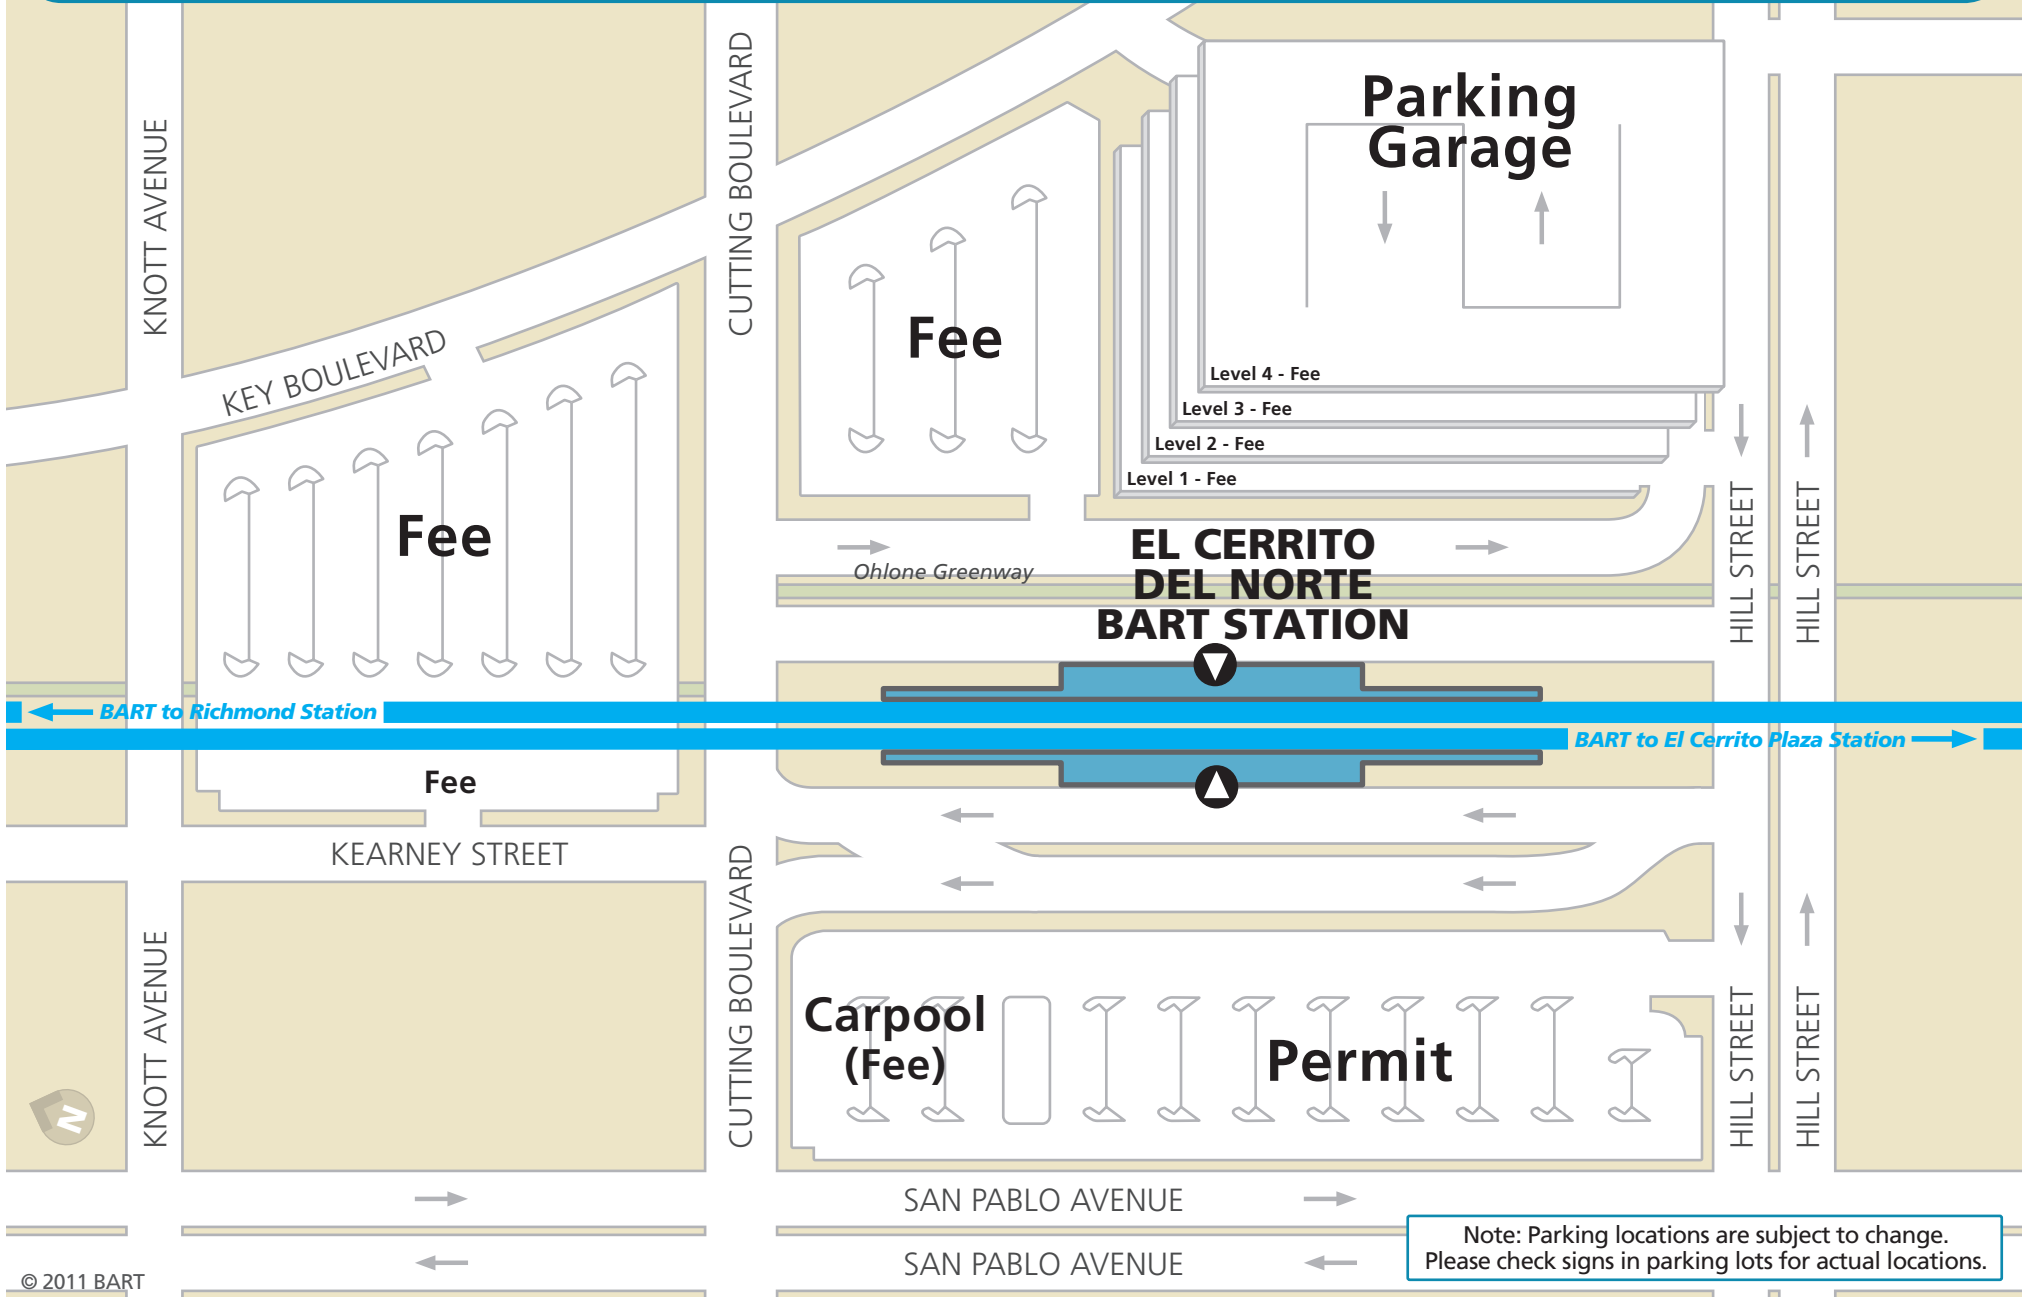 KNOTT AVENUE
CUTTING BOULEVARD
Parking
Garage
KEY BOULEVARD
Fee
Level 4 - Fee
Level 3 - Fee
Level 2 - Fee
Level 1 - Fee
Fee
HILL STREET
HILL STREET
EL CERRITO
DEL NORTE
BART STATION
Ohlone Greenway
BART to Richmond Station
BART to El Cerrito Plaza Station
Fee
KEARNEY STREET
KNOTT AVENUE
CUTTING BOULEVARD
Carpool
(Fee)
Permit
HILL STREET
HILL STREET
N
SAN PABLO AVENUE
SAN PABLO AVENUE
Note: Parking locations are subject to change.
Please check signs in parking lots for actual locations.
© 2011 BART